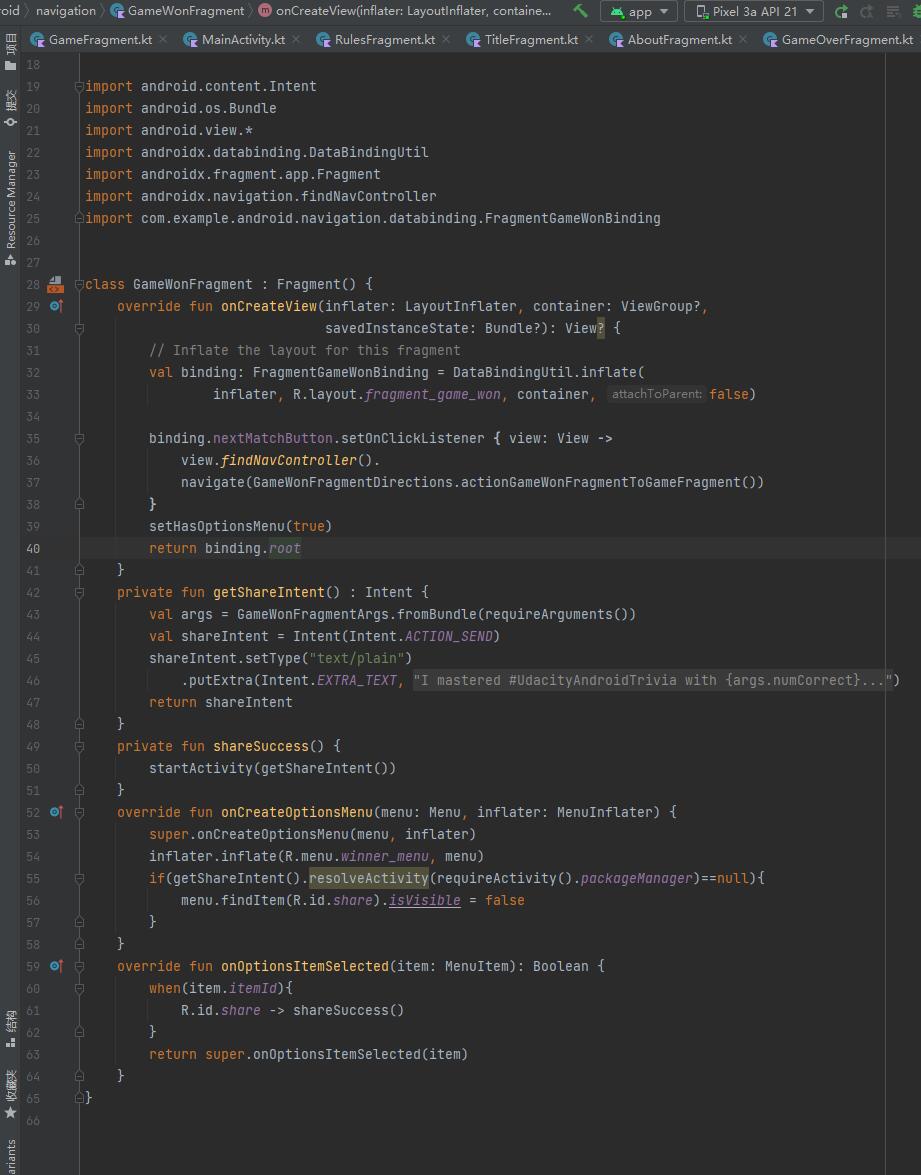 roid navigation GameWonFragment m onCreateView(inflater: LayoutInflater, containe... app Pixel 3a API 21
GameFragment.kt MainActivity.kt RulesFragment.kt TitleFragment.kt AboutFragment.kt GameOverFragment.kt
项目
提交
Resource Manager
结构
收藏夹
ariants
18
19 import android.content.Intent
20 import android.os.Bundle
21 import android.view.*
22 import androidx.databinding.DataBindingUtil
23 import androidx.fragment.app.Fragment
24 import androidx.navigation.findNavController
25 import com.example.android.navigation.databinding.FragmentGameWonBinding
26
27
28 class GameWonFragment : Fragment() {
29 override fun onCreateView(inflater: LayoutInflater, container: ViewGroup?,
30 savedInstanceState: Bundle?): View? {
31 // Inflate the layout for this fragment
32 val binding: FragmentGameWonBinding = DataBindingUtil.inflate(
33 inflater, R.layout.fragment_game_won, container, attachToParent: false)
34
35 binding.nextMatchButton.setOnClickListener { view: View ->
36 view.findNavController().
37 navigate(GameWonFragmentDirections.actionGameWonFragmentToGameFragment())
38 }
39 setHasOptionsMenu(true)
40 return binding.root
41 }
42 private fun getShareIntent() : Intent {
43 val args = GameWonFragmentArgs.fromBundle(requireArguments())
44 val shareIntent = Intent(Intent.ACTION_SEND)
45 shareIntent.setType("text/plain")
46 .putExtra(Intent.EXTRA_TEXT, "I mastered #UdacityAndroidTrivia with {args.numCorrect}...")
47 return shareIntent
48 }
49 private fun shareSuccess() {
50 startActivity(getShareIntent())
51 }
52 override fun onCreateOptionsMenu(menu: Menu, inflater: MenuInflater) {
53 super.onCreateOptionsMenu(menu, inflater)
54 inflater.inflate(R.menu.winner_menu, menu)
55 if(getShareIntent().resolveActivity(requireActivity().packageManager)==null){
56 menu.findItem(R.id.share).isVisible = false
57 }
58 }
59 override fun onOptionsItemSelected(item: MenuItem): Boolean {
60 when(item.itemId){
61 R.id.share -> shareSuccess()
62 }
63 return super.onOptionsItemSelected(item)
64 }
65 }
66